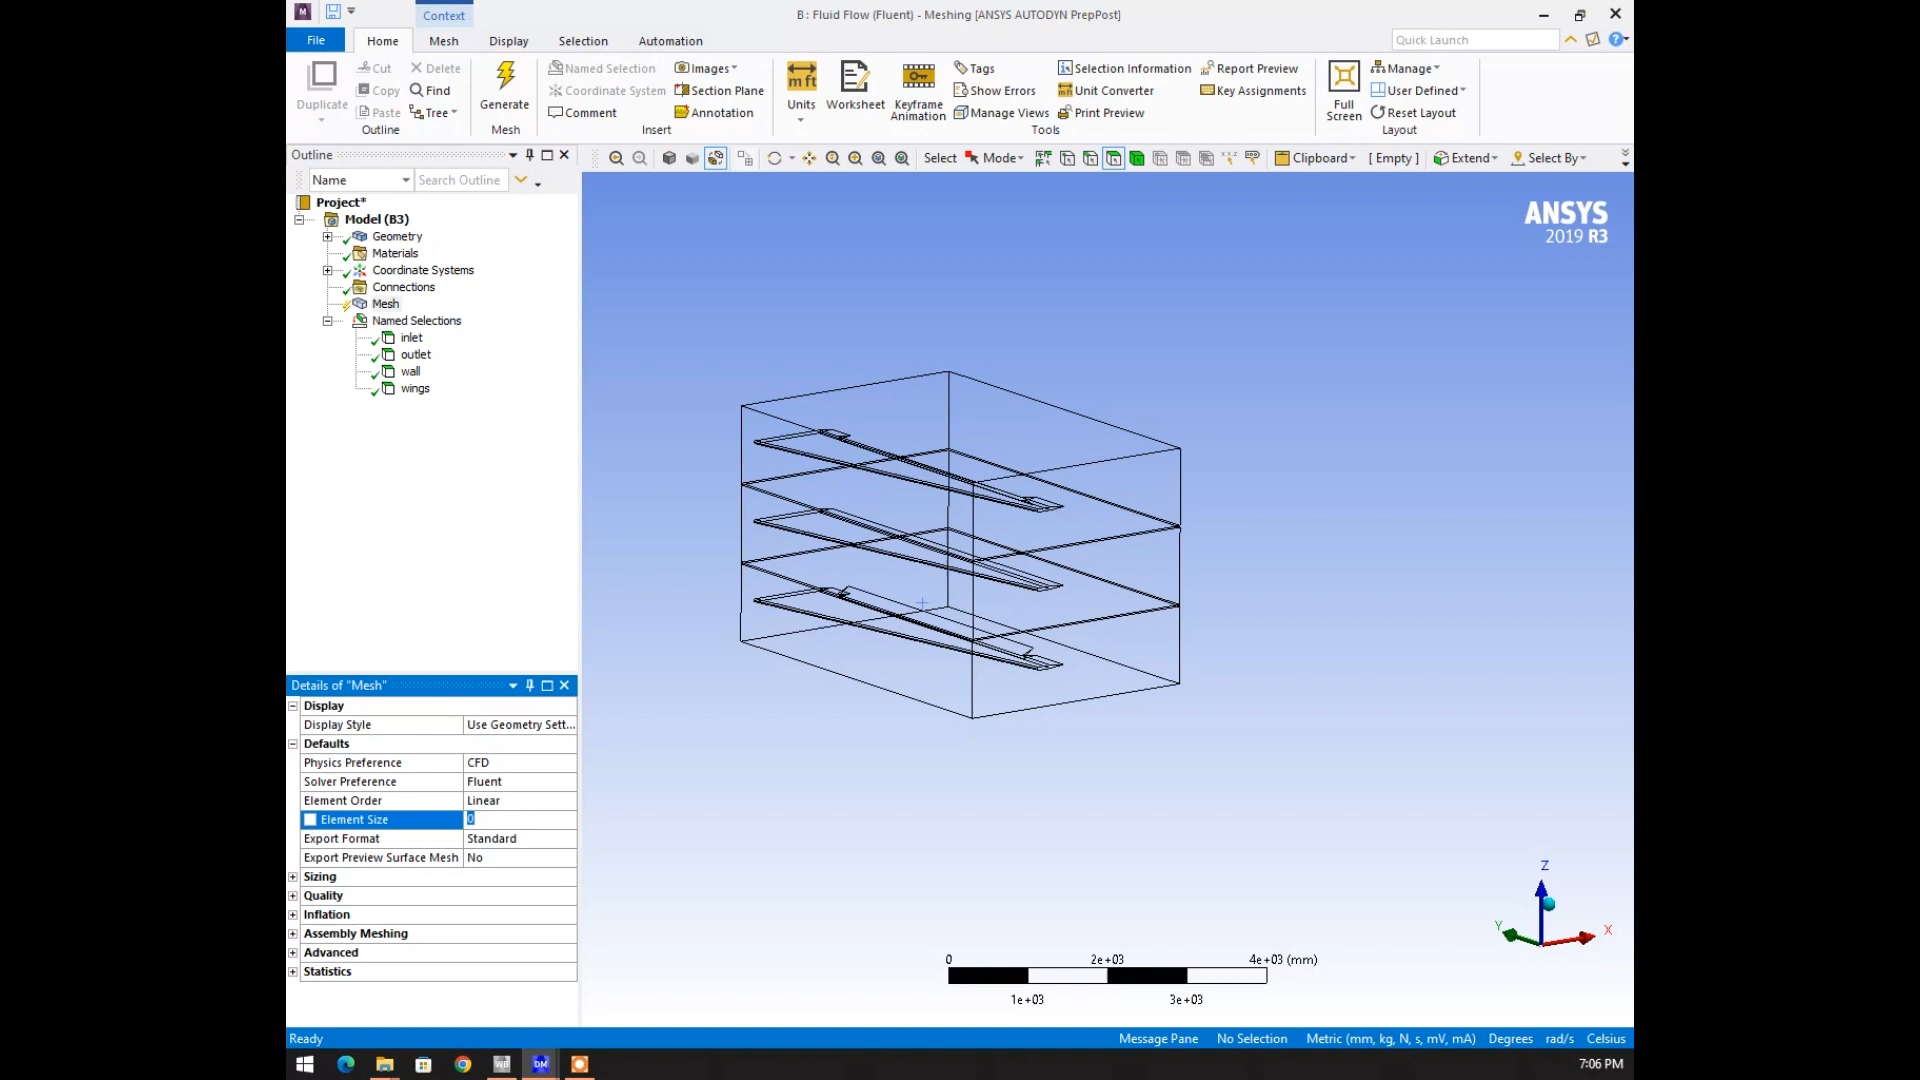 Context
B : Fluid Flow (Fluent) - Meshing [ANSYS AUTODYN PrepPost]
File Home Mesh Display Selection Automation
Quick Launch
Duplicate
Cut
Copy
Paste
Delete
Find
Tree
Outline
Generate
Mesh
Named Selection
Coordinate System
Comment
Images
Section Plane
Annotation
Insert
mft
Units
Worksheet
Keyframe
Animation
Tags
Show Errors
Manage Views
Selection Information
Unit Converter
Print Preview
Report Preview
Key Assignments
Tools
Full
Screen
Manage
User Defined
Reset Layout
Layout
Outline
Name
Search Outline
Select Mode Clipboard [ Empty ] Extend Select By
Project*
Model (B3)
Geometry
Materials
Coordinate Systems
Connections
Mesh
Named Selections
inlet
outlet
wall
wings
ANSYS
2019 R3
Details of "Mesh"
Display
Display Style Use Geometry Sett...
Defaults
Physics Preference CFD
Solver Preference Fluent
Element Order Linear
Element Size 0
Export Format Standard
Export Preview Surface Mesh No
Sizing
Quality
Inflation
Assembly Meshing
Advanced
Statistics
Z
Y
X
0 2e+03 4e+03 (mm)
1e+03 3e+03
Ready
Message Pane No Selection Metric (mm, kg, N, s, mV, mA) Degrees rad/s Celsius
WB
DM
7:06 PM